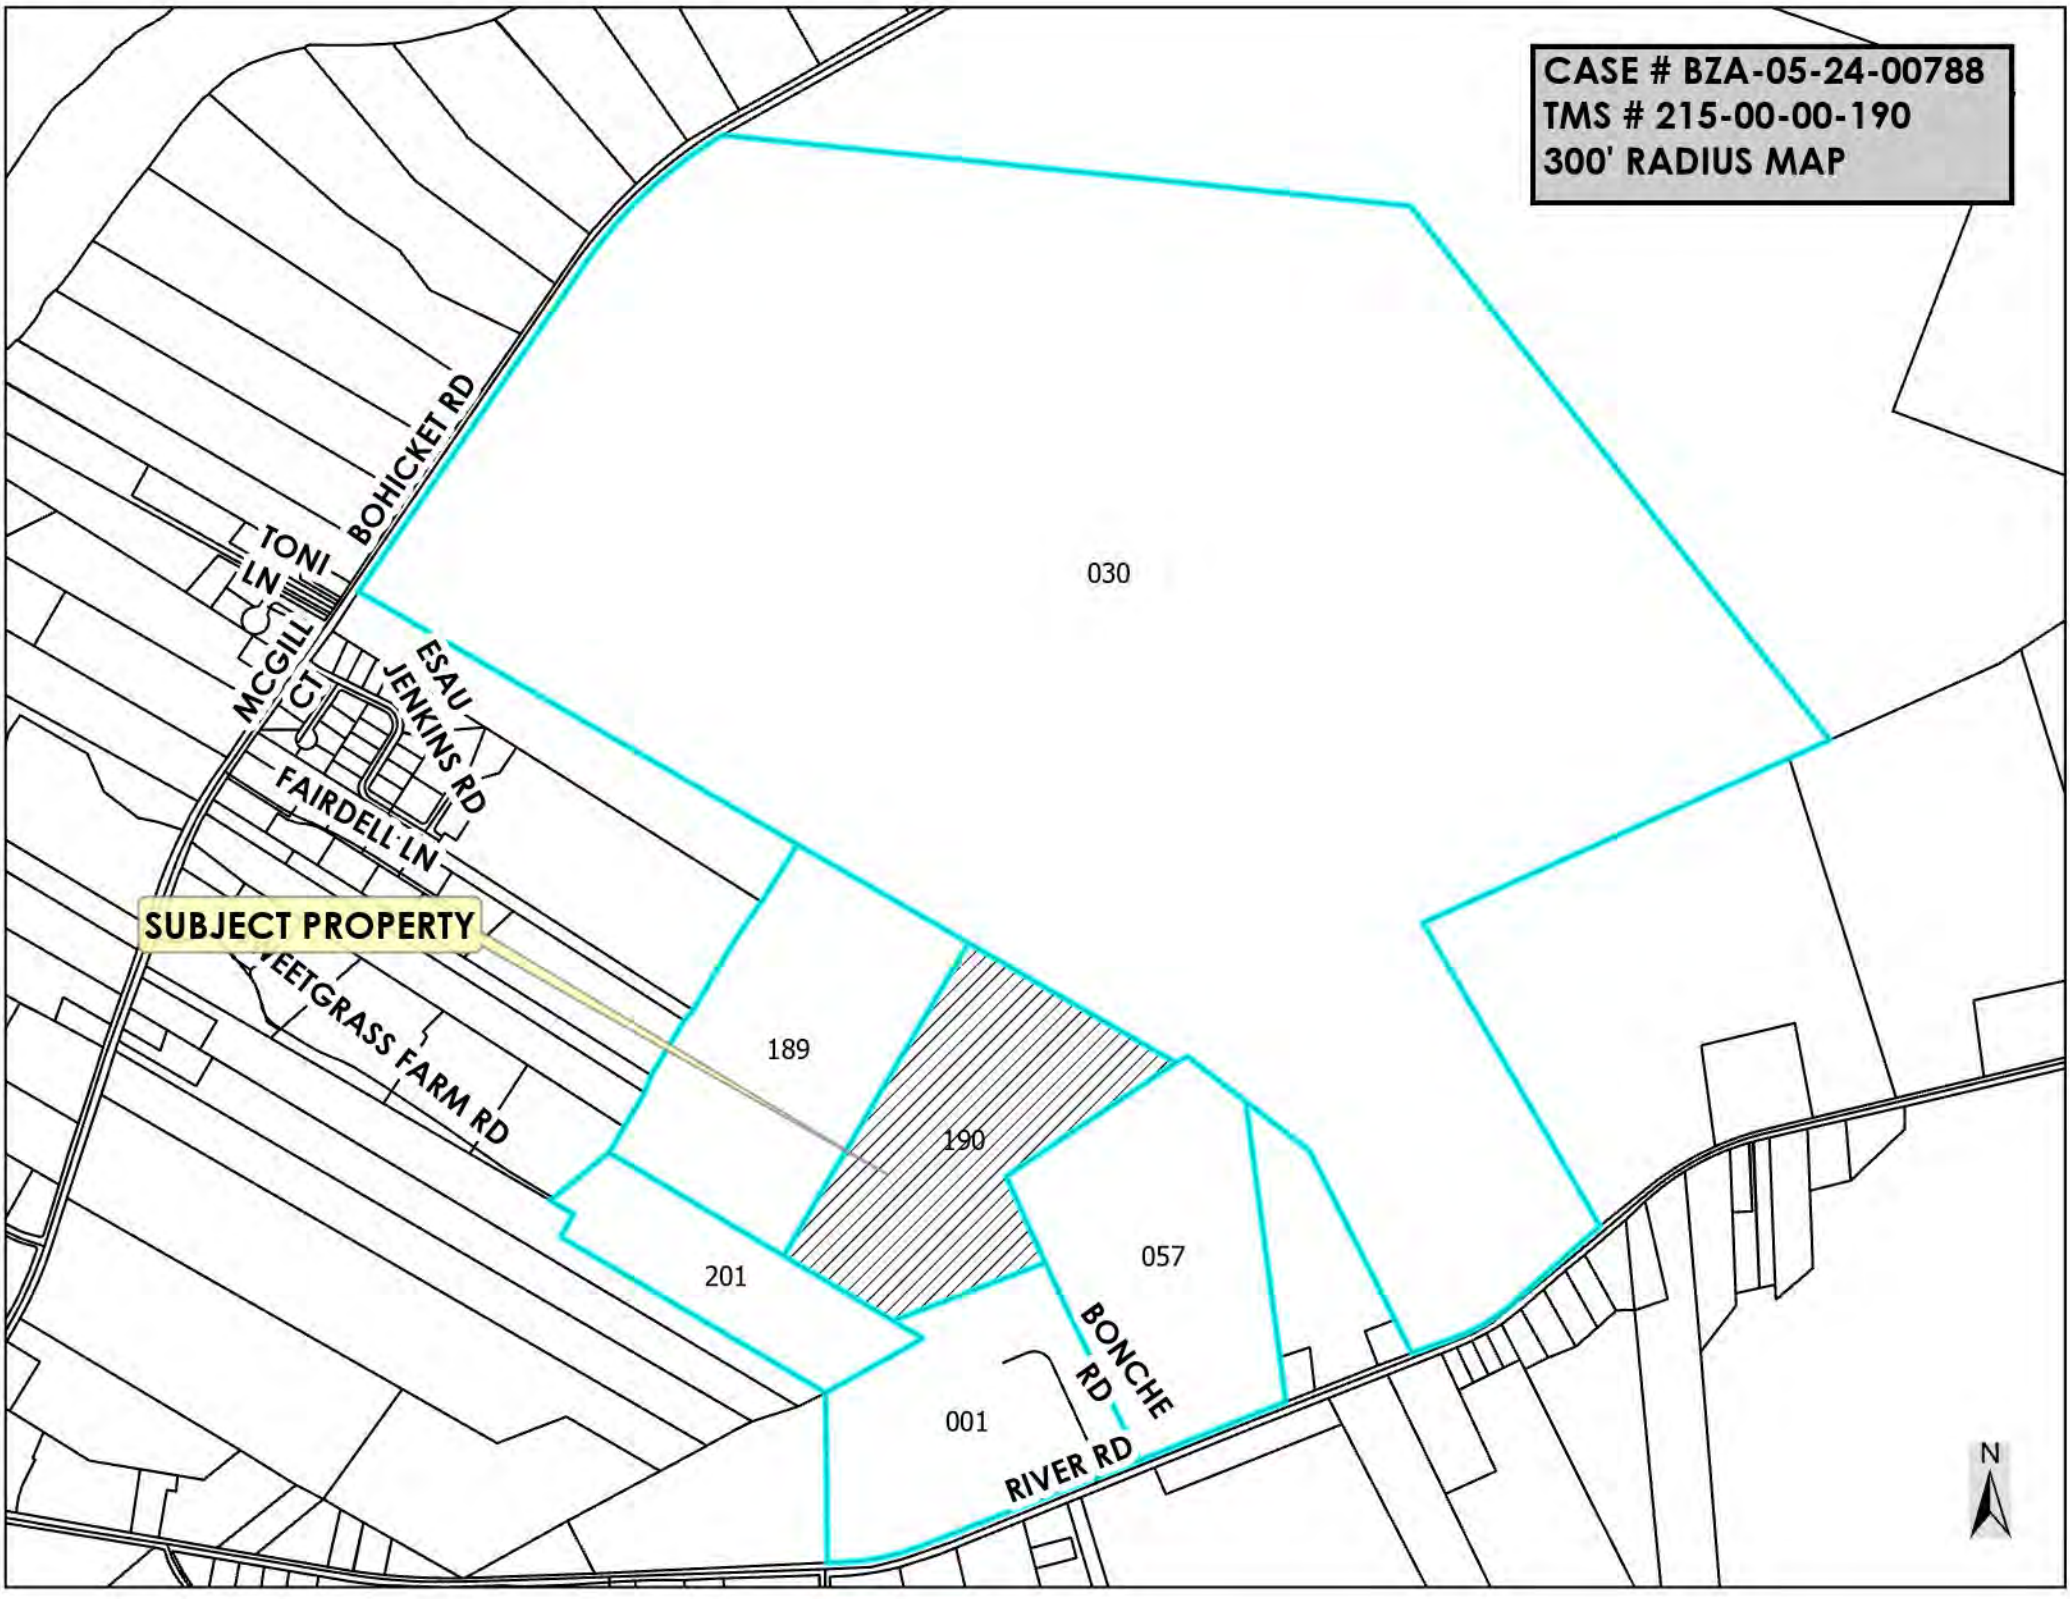 CASE # BZA-05-24-00788
TMS # 215-00-00-190
300' RADIUS MAP
BOHICKET RD
TONI
LN
030
MCGILL
CT
ESAU
JENKINS RD
FAIRDELL LN
SUBJECT PROPERTY
WEETGRASS FARM RD
189
190
201
057
BONCHE
RD
001
RIVER RD
N